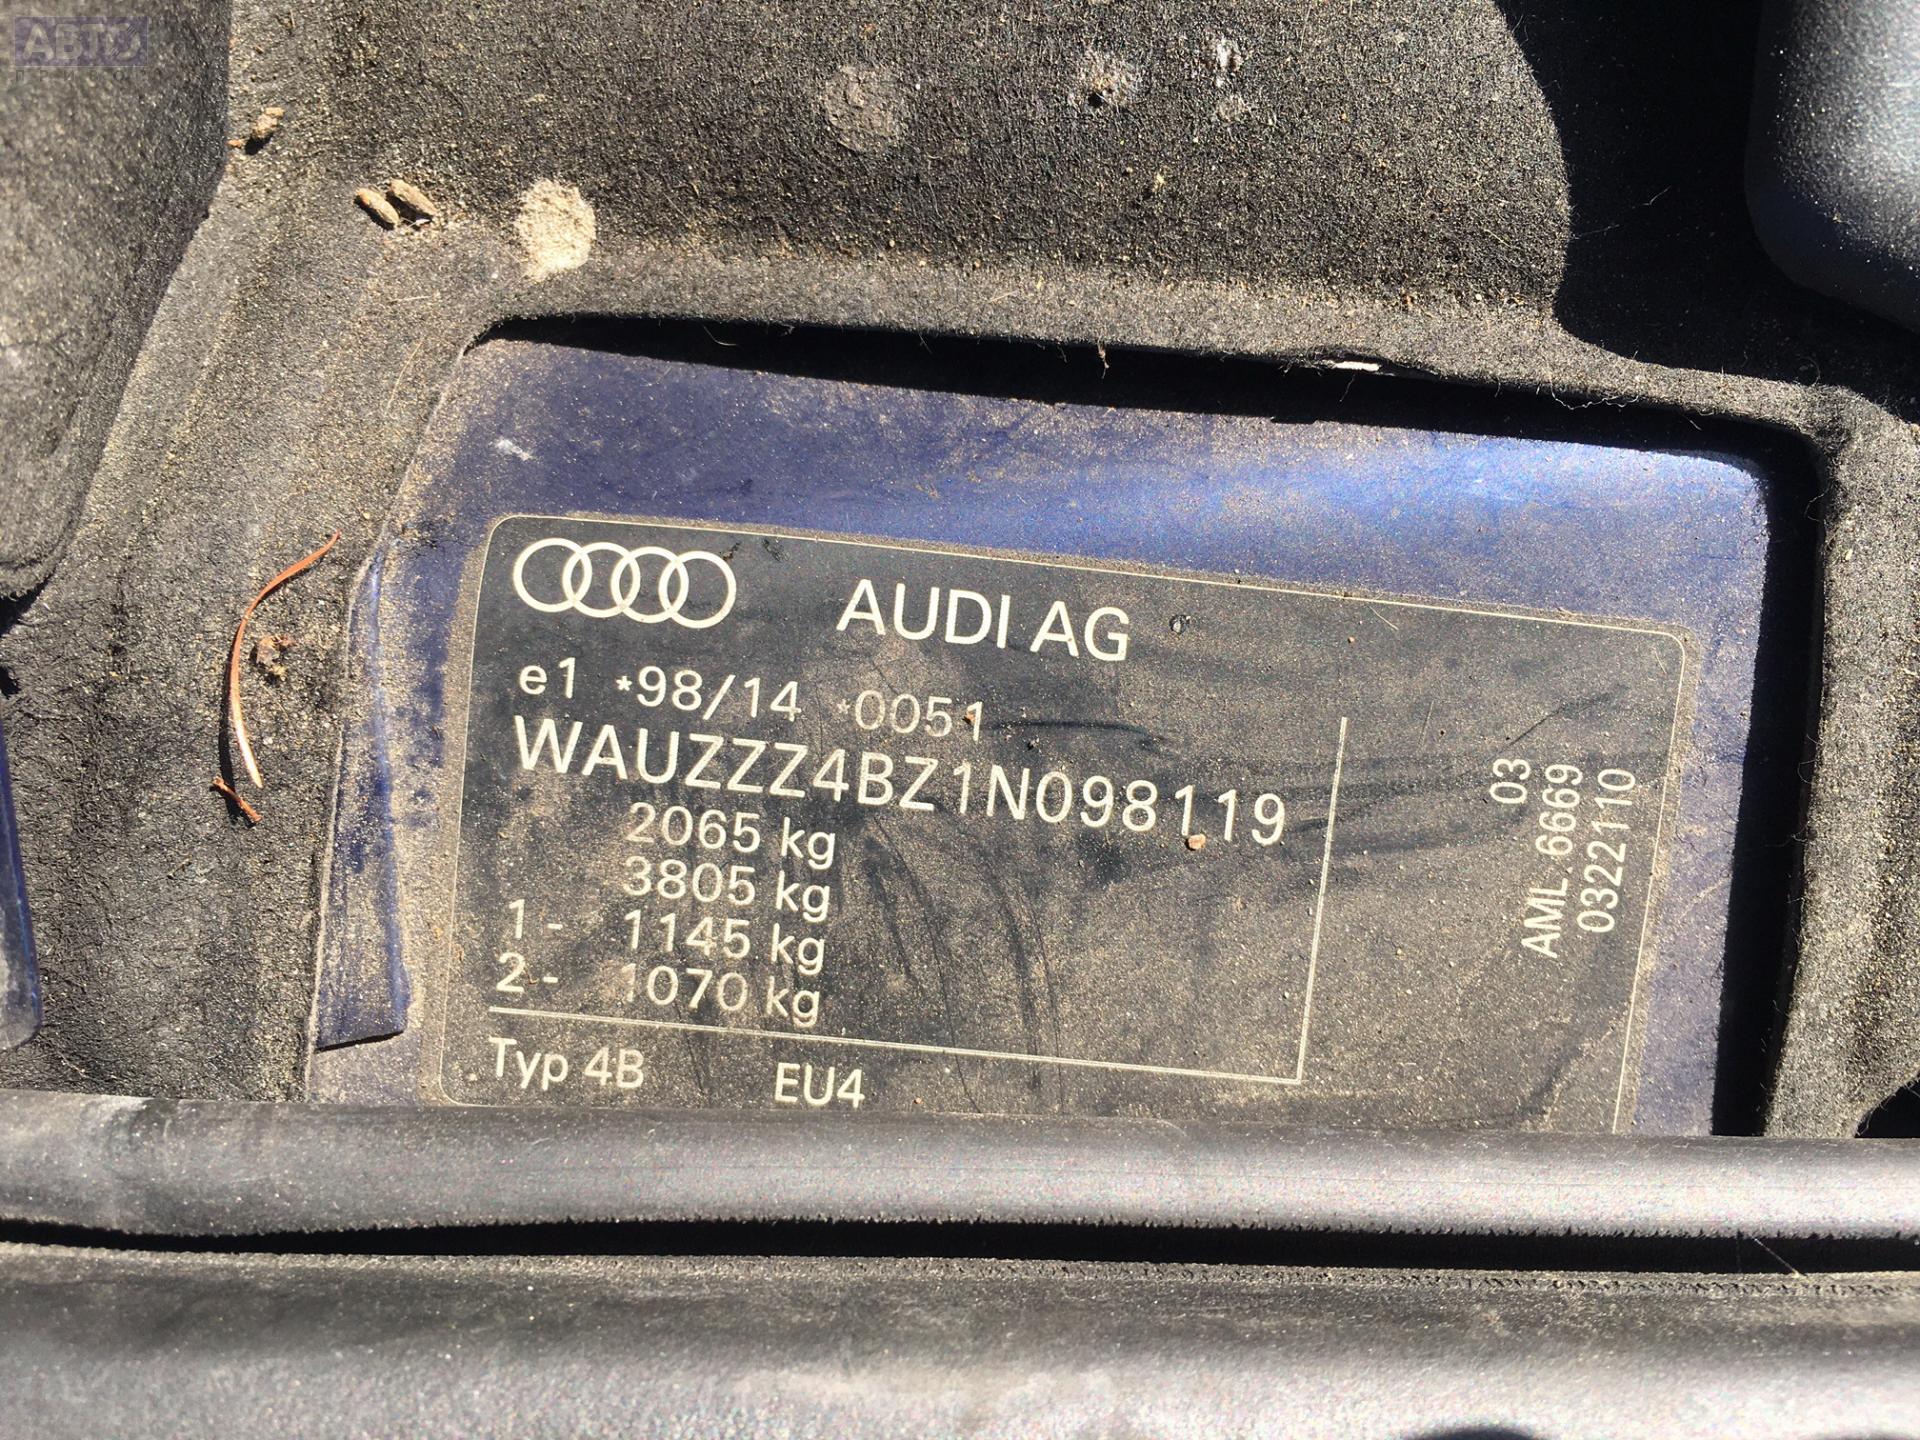 АВТО
ПРИВОЗ
AUDI AG
e1 *98/14 *0051
WAUZZZ4BZ1N098119
2065 kg
3805 kg
1 - 1145 kg
2 - 1070 kg
Typ 4B EU4
03
AML.6669
0322110